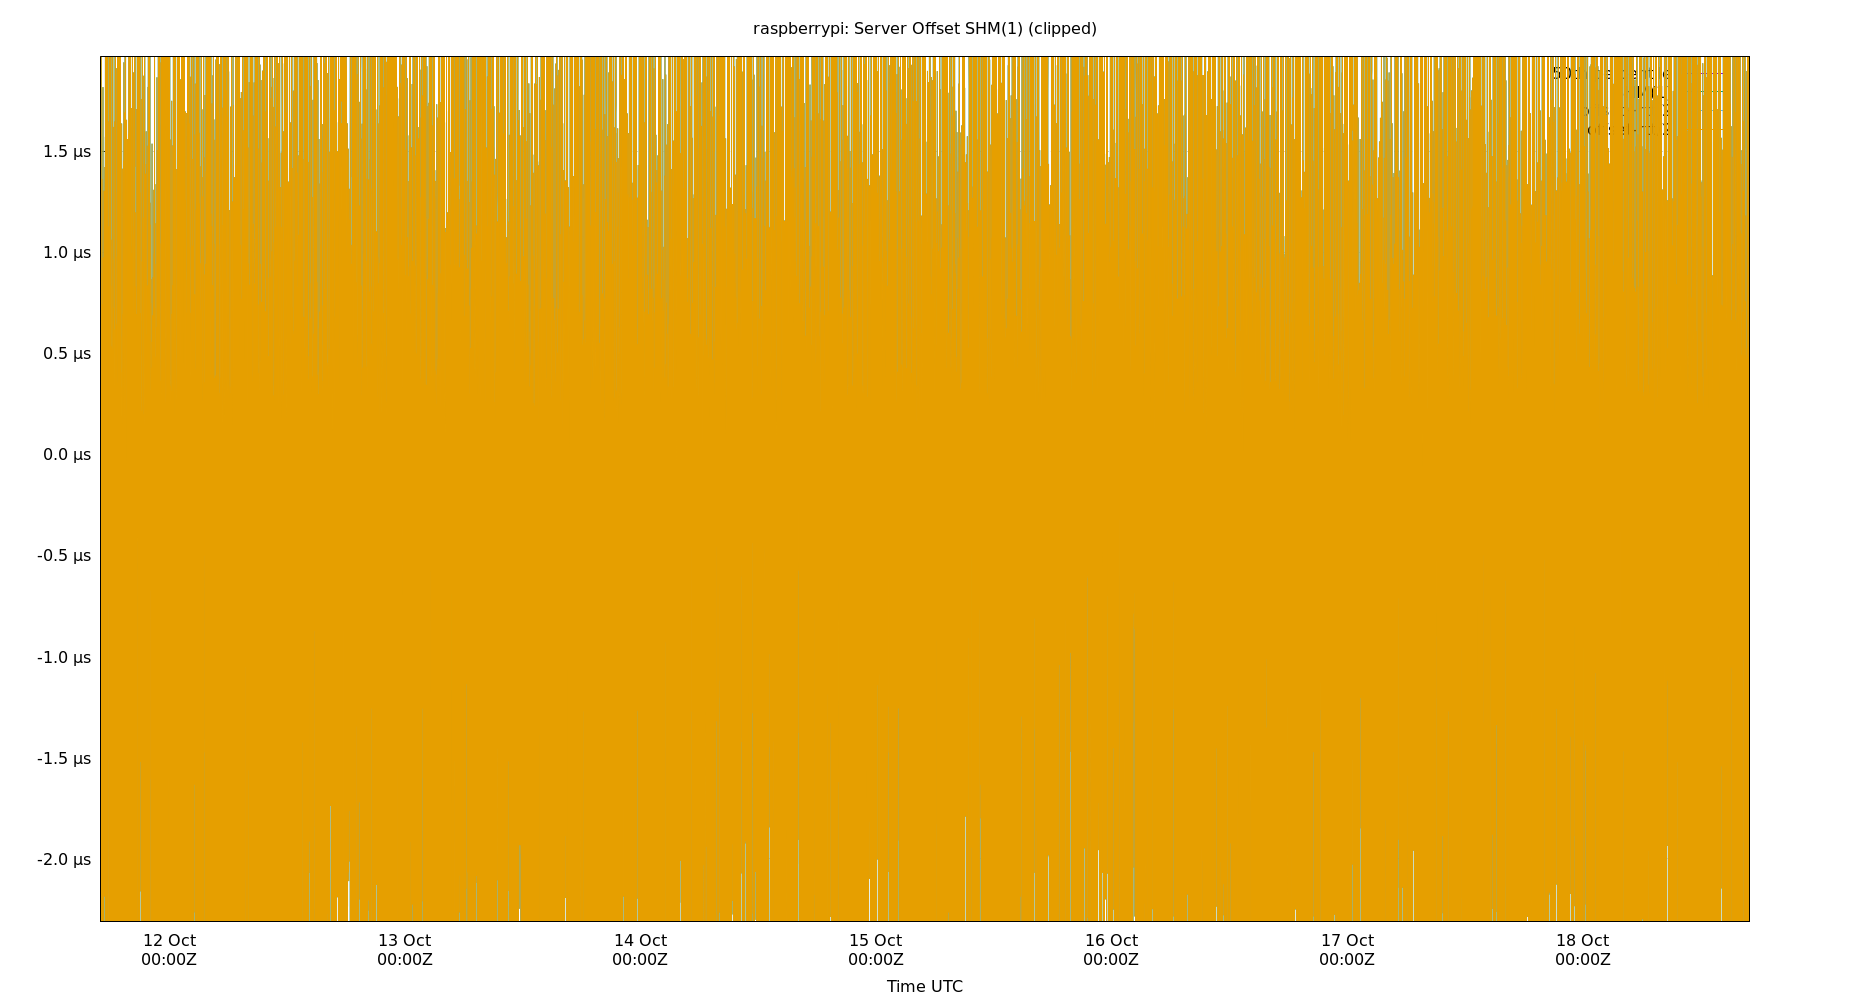 raspberrypi: Server Offset SHM(1) (clipped)
1.5 µs
1.0 µs
0.5 µs
0.0 µs
-0.5 µs
-1.0 µs
-1.5 µs
-2.0 µs
12 Oct 13 Oct 14 Oct 15 Oct 16 Oct 17 Oct 18 Oct
00:00Z 00:00Z 00:00Z 00:00Z 00:00Z 00:00Z 00:00Z
Time UTC